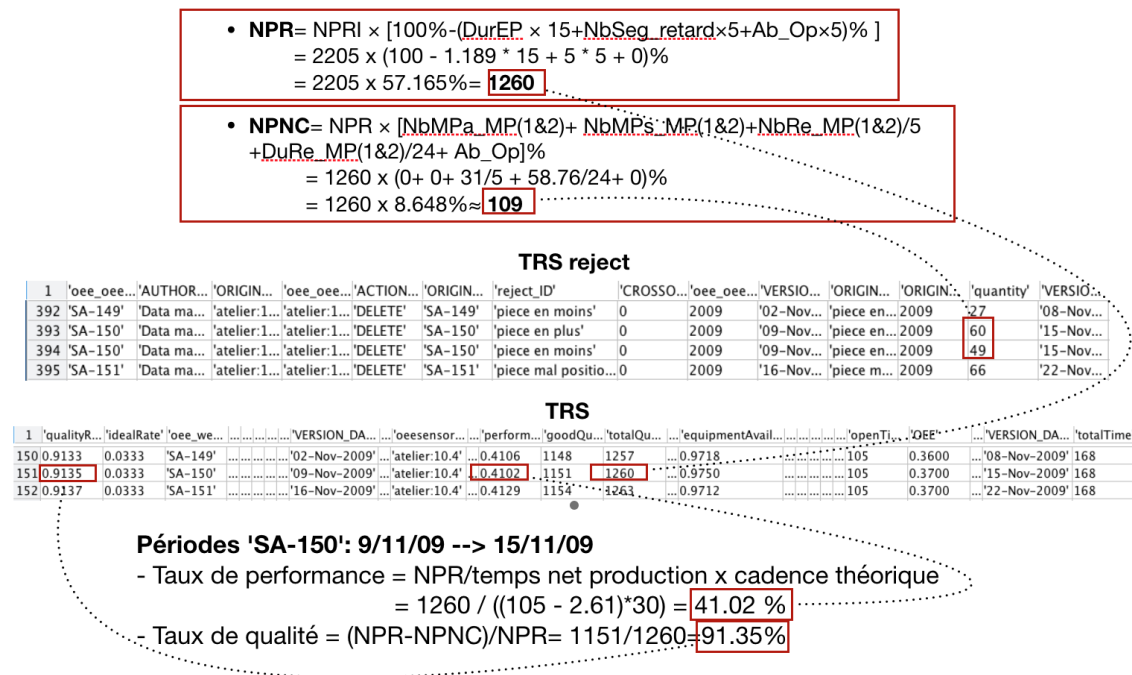 • NPR= NPRI × [100%-(DurEP × 15+NbSeg_retard×5+Ab_Op×5)% ]
= 2205 x (100 - 1.189 * 15 + 5 * 5 + 0)%
= 2205 x 57.165%= 1260
• NPNC= NPR × [NbMPa_MP(1&2)+ NbMPs_MP(1&2)+NbRe_MP(1&2)/5
+DuRe_MP(1&2)/24+ Ab_Op]%
= 1260 x (0+ 0+ 31/5 + 58.76/24+ 0)%
= 1260 x 8.648%≈ 109
TRS reject
1 'oee_oee... 'AUTHOR... 'ORIGIN... 'oee_oee... 'ACTION... 'ORIGIN... 'reject_ID' 'CROSSO... 'oee_oee... 'VERSIO... 'ORIGIN... 'ORIGIN... 'quantity' 'VERSIO...
392 'SA-149' 'Data ma... 'atelier:1... 'atelier:1... 'DELETE' 'SA-149' 'piece en moins' 0 2009 '02-Nov... 'piece en... 2009 27 '08-Nov...
393 'SA-150' 'Data ma... 'atelier:1... 'atelier:1... 'DELETE' 'SA-150' 'piece en plus' 0 2009 '09-Nov... 'piece en... 2009 60 '15-Nov...
394 'SA-150' 'Data ma... 'atelier:1... 'atelier:1... 'DELETE' 'SA-150' 'piece en moins' 0 2009 '09-Nov... 'piece en... 2009 49 '15-Nov...
395 'SA-151' 'Data ma... 'atelier:1... 'atelier:1... 'DELETE' 'SA-151' 'piece mal positio... 0 2009 '16-Nov... 'piece m... 2009 66 '22-Nov...
TRS
1 'qualityR... 'idealRate' 'oee_we... ... ... ... ... ... 'VERSION_DA... ... 'oeesensor... ... 'perform... 'goodQu... 'totalQu... ... 'equipmentAvail... ... ... ... ... ... 'openTi... 'OEE' ... 'VERSION_DA... 'totalTime
150 0.9133 0.0333 'SA-149' ... ... ... ... ... '02-Nov-2009' ... 'atelier:10.4' ... 0.4106 1148 1257 ... 0.9718 ... ... ... ... ... 105 0.3600 ... '08-Nov-2009' 168
151 0.9135 0.0333 'SA-150' ... ... ... ... ... '09-Nov-2009' ... 'atelier:10.4' ... 0.4102 1151 1260 ... 0.9750 ... ... ... ... ... 105 0.3700 ... '15-Nov-2009' 168
152 0.9137 0.0333 'SA-151' ... ... ... ... ... '16-Nov-2009' ... 'atelier:10.4' ... 0.4129 1154 1263 ... 0.9712 ... ... ... ... ... 105 0.3700 ... '22-Nov-2009' 168
Périodes 'SA-150': 9/11/09 --> 15/11/09
- Taux de performance = NPR/temps net production x cadence théorique
= 1260 / ((105 - 2.61)*30) = 41.02 %
- Taux de qualité = (NPR-NPNC)/NPR= 1151/1260=91.35%